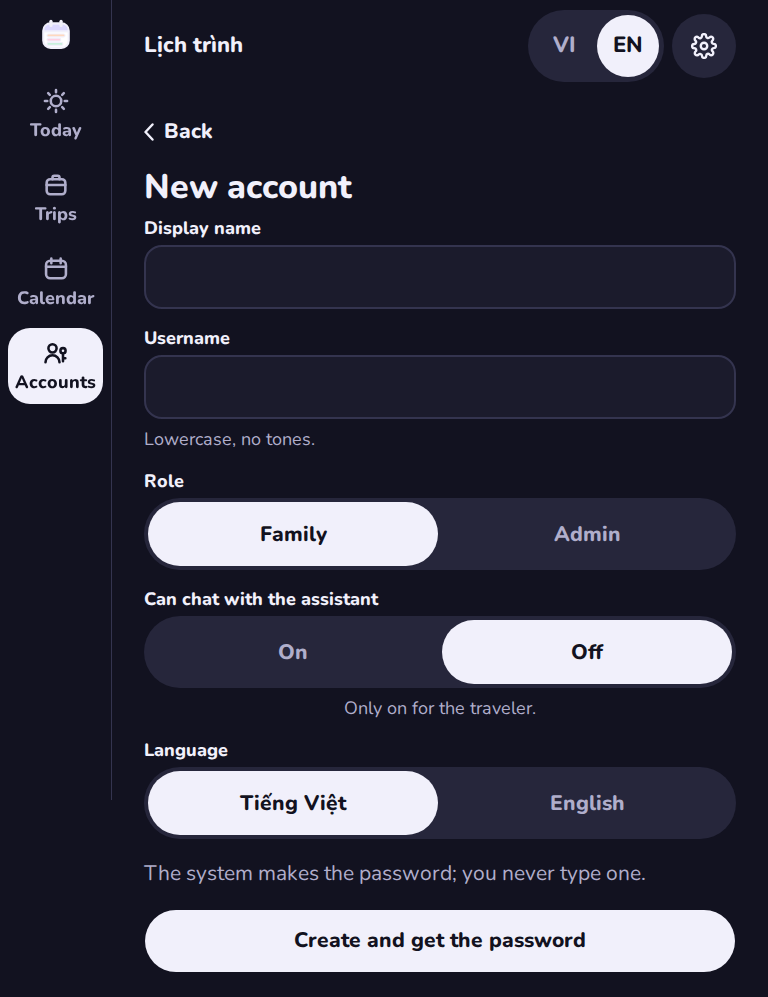 Lịch trình
VI
EN
Today
Trips
Calendar
Accounts
Back
New account
Display name
Username
Lowercase, no tones.
Role
Family
Admin
Can chat with the assistant
On
Off
Only on for the traveler.
Language
Tiếng Việt
English
The system makes the password; you never type one.
Create and get the password